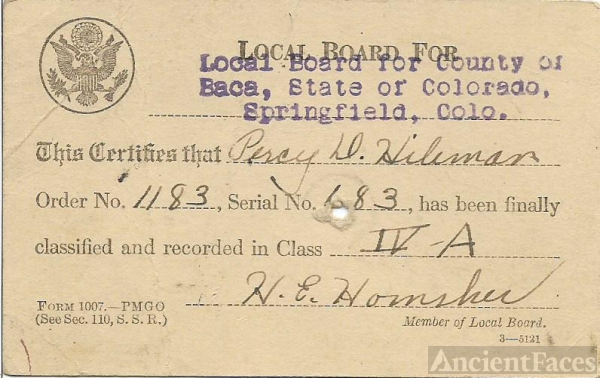 LOCAL BOARD FOR
Local Board for County of
Baca, State of Colorado,
Springfield, Colo.
This Certifies that Percy D. Hileman
Order No. 1183, Serial No. 683, has been finally
classified and recorded in Class IV-A
H. E. Homsher
FORM 1007.—PMGO
(See Sec. 110, S. S. R.)
Member of Local Board.
3—5121
AncientFaces